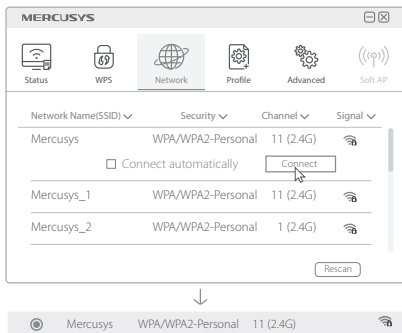 MERCUSYS
Status WPS Network Profile Advanced Soft AP
Network Name(SSID) Security Channel Signal
Mercusys WPA/WPA2-Personal 11 (2.4G)
Connect automatically Connect
Mercusys_1 WPA/WPA2-Personal 11 (2.4G)
Mercusys_2 WPA/WPA2-Personal 1 (2.4G)
Rescan
Mercusys WPA/WPA2-Personal 11 (2.4G)